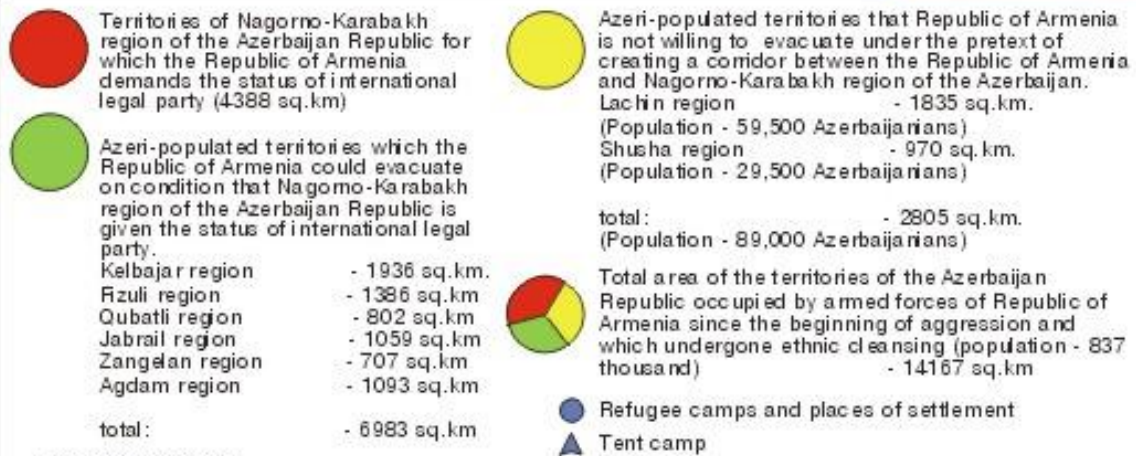 Territories of Nagorno-Karabakh
region of the Azerbaijan Republic for
which the Republic of Armenia
demands the status of international
legal party (4388 sq.km)
Azeri-populated territories which the
Republic of Armenia could evacuate
on condition that Nagorno-Karabakh
region of the Azerbaijan Republic is
given the status of international legal
party.
Kelbajar region - 1936 sq.km.
Fizuli region - 1386 sq.km
Qubatli region - 802 sq.km
Jabrail region - 1059 sq.km
Zangelan region - 707 sq.km
Agdam region - 1093 sq.km
total: - 6983 sq.km
Azeri-populated territories that Republic of Armenia
is not willing to evacuate under the pretext of
creating a corridor between the Republic of Armenia
and Nagorno-Karabakh region of the Azerbaijan.
Lachin region - 1835 sq.km.
(Population - 59,500 Azerbaijanians)
Shusha region - 970 sq.km.
(Population - 29,500 Azerbaijanians)
total: - 2805 sq.km.
(Population - 89,000 Azerbaijanians)
Total area of the territories of the Azerbaijan
Republic occupied by armed forces of Republic of
Armenia since the beginning of aggression and
which undergone ethnic cleansing (population - 837
thousand) - 14167 sq.km
Refugee camps and places of settlement
Tent camp